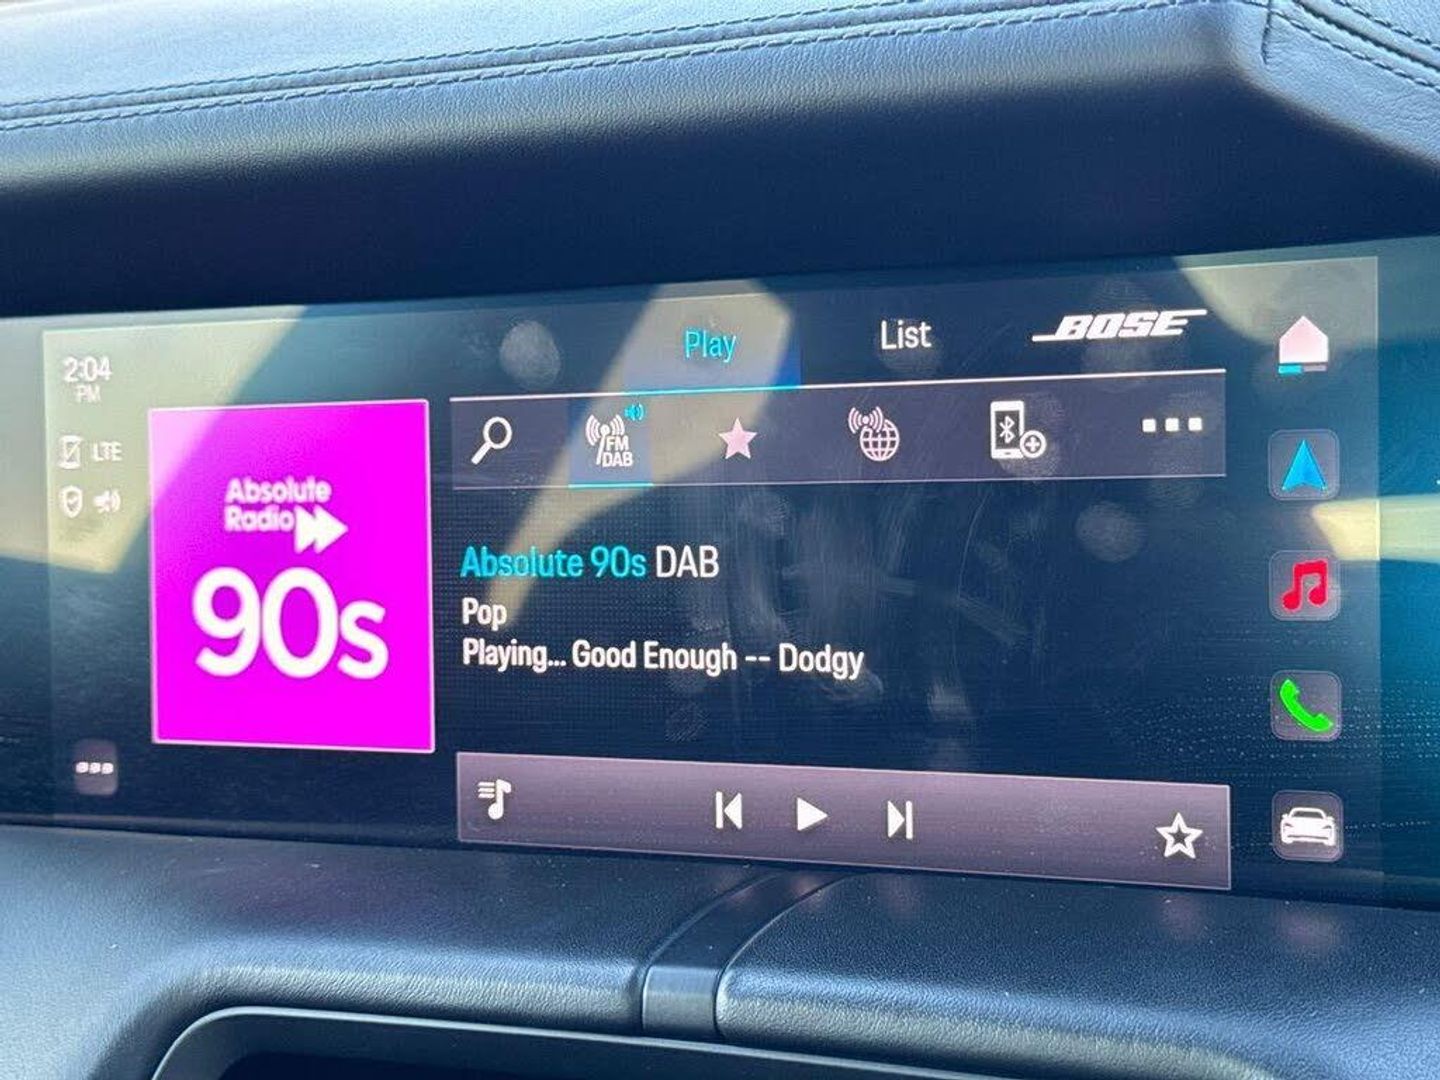 Play
List
BOSE
2:04
PM
LTE
FM
DAB
Absolute
Radio
90s
Absolute 90s DAB
Pop
Playing... Good Enough -- Dodgy